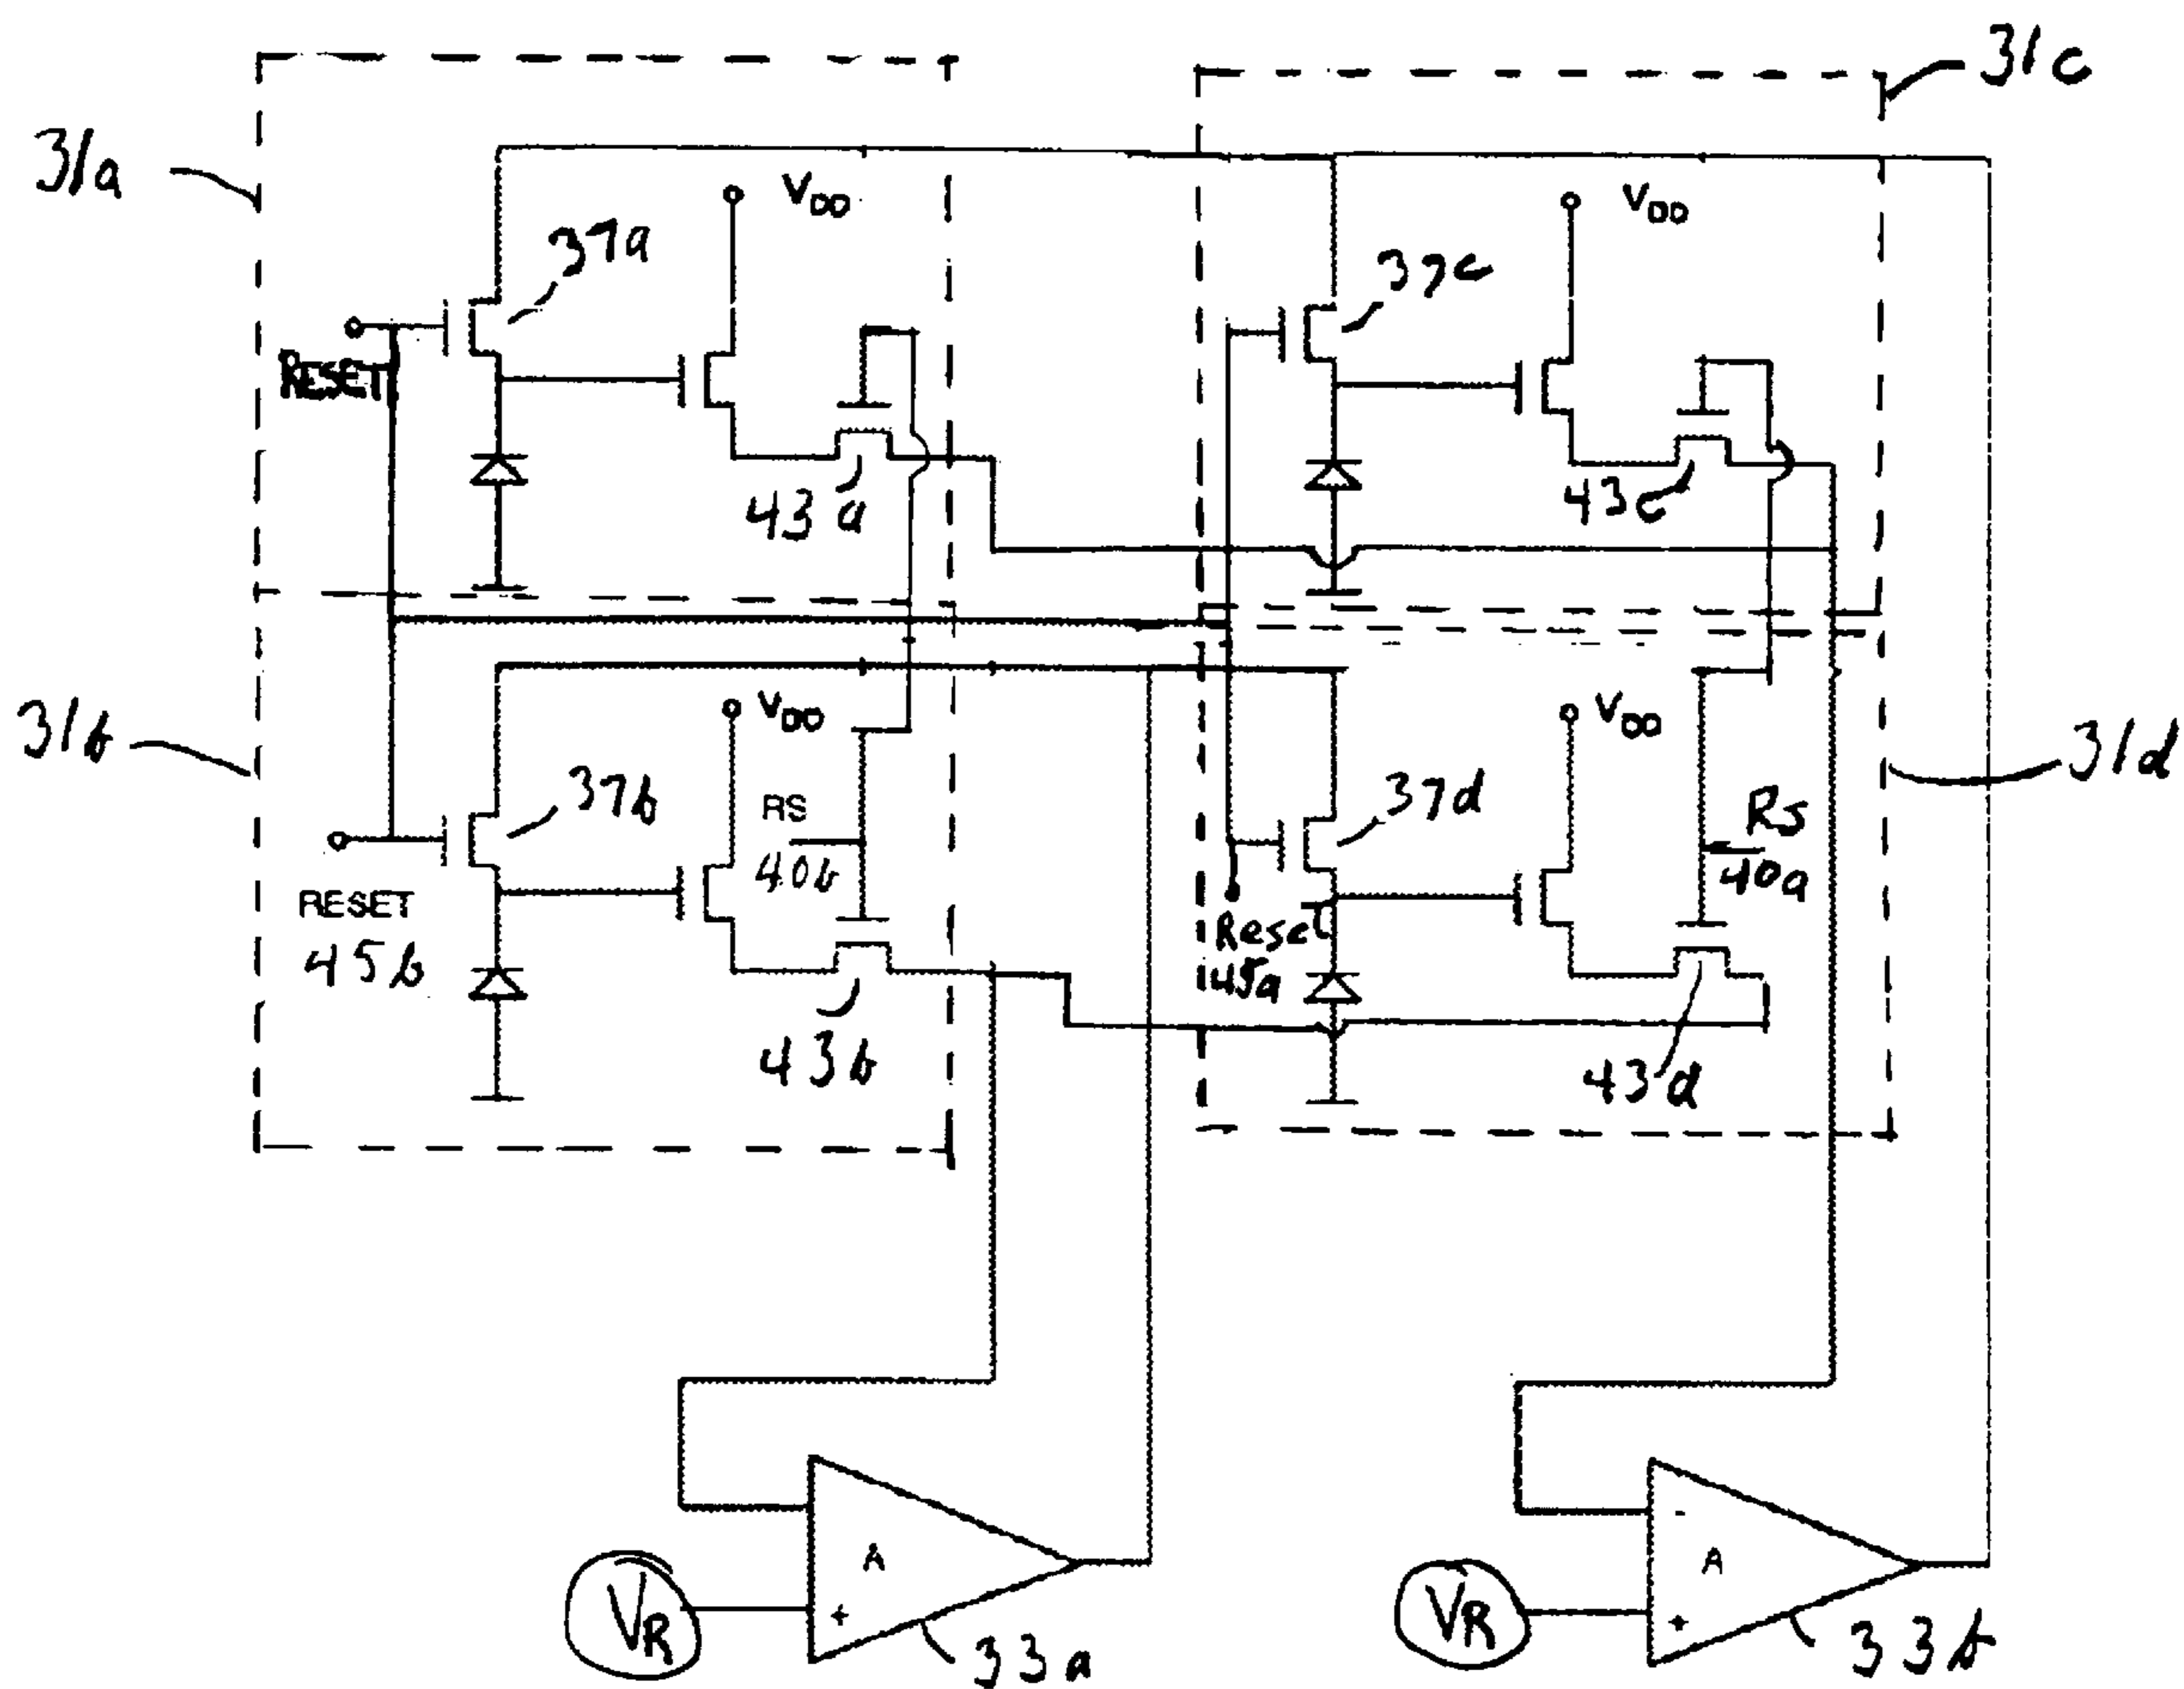 31c
31a
VDD
VDD
37a
37c
RESET
43a
43c
31b
VDD
VDD
31d
37b
RS
40b
37d
RS
40a
RESET
45b
Reset
45a
43b
43d
A
-
A
VR
+
VR
+
33a
33b